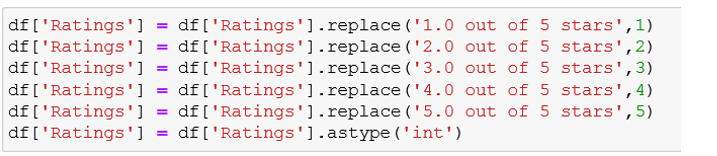 df['Ratings'] = df['Ratings'].replace('1.0 out of 5 stars',1)
df['Ratings'] = df['Ratings'].replace('2.0 out of 5 stars',2)
df['Ratings'] = df['Ratings'].replace('3.0 out of 5 stars',3)
df['Ratings'] = df['Ratings'].replace('4.0 out of 5 stars',4)
df['Ratings'] = df['Ratings'].replace('5.0 out of 5 stars',5)
df['Ratings'] = df['Ratings'].astype('int')